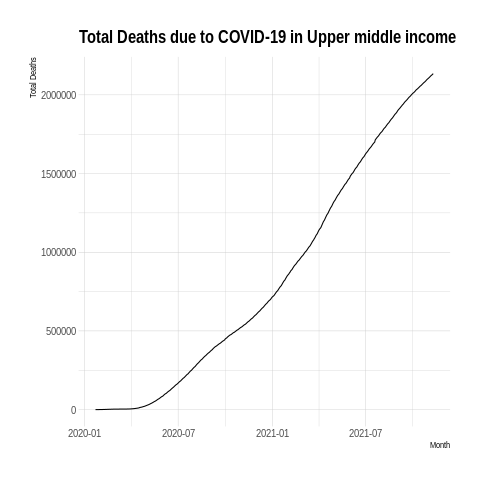 Total Deaths due to COVID-19 in Upper middle income
Total Deaths
2000000
1500000
1000000
500000
0
2020-01 2020-07 2021-01 2021-07
Month